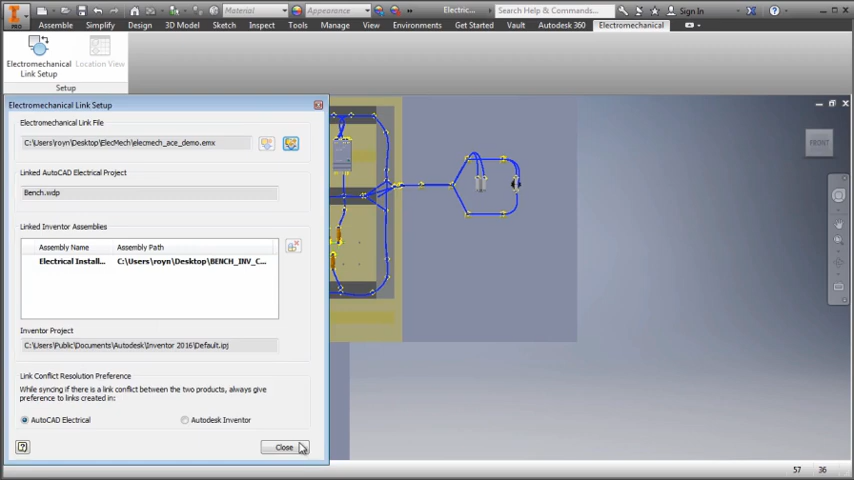 PRO
Material
Appearance
Electric...
Search Help & Commands...
Sign In
Assemble Simplify Design 3D Model Sketch Inspect Tools Manage View Environments Get Started Vault Autodesk 360 Electromechanical
Electromechanical
Link Setup
Location View
Setup
FRONT
Electromechanical Link Setup
Electromechanical Link File
C:\Users\royn\Desktop\ElecMech\elecmech_ace_demo.emx
Linked AutoCAD Electrical Project
Bench.wdp
Linked Inventor Assemblies
Assembly Name Assembly Path
Electrical Install... C:\Users\royn\Desktop\BENCH_INV_C...
Inventor Project
C:\Users\Public\Documents\Autodesk\Inventor 2016\Default.ipj
Link Conflict Resolution Preference
While syncing if there is a link conflict between the two products, always give
preference to links created in:
AutoCAD Electrical Autodesk Inventor
Close
57 36